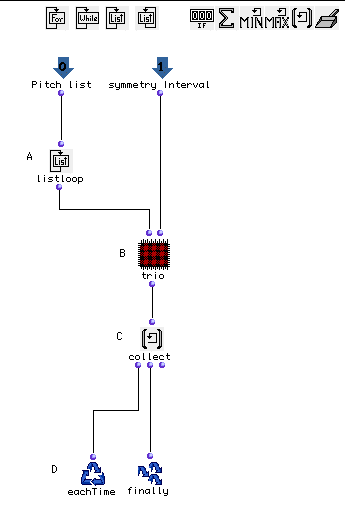 For While List List 000 IF Σ MIN MAX
0 1
Pitch list symmetry Interval
A
List
listloop
B
trio
C
collect
D
eachTime finally